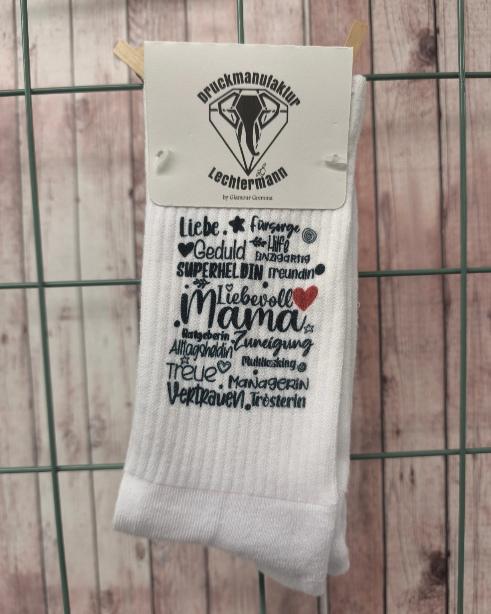 Druckmanufaktur
Lechtermann
by Glamour Gremma
Liebe. Fürsorge
Geduld Hilfe
Einzigartig
SUPERHELDIN Freundin
Liebevoll
Mama
Ratgeberin Zuneigung
Alltagsheldin Multitasking
Treue Managerin
Vertrauen. Trösterin